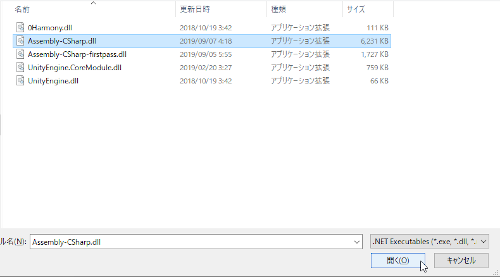 名前 更新日時 種類 サイズ
0Harmony.dll 2018/10/19 3:42 アプリケーション拡張 111 KB
Assembly-CSharp.dll 2019/09/07 4:18 アプリケーション拡張 6,231 KB
Assembly-CSharp-firstpass.dll 2019/09/05 5:55 アプリケーション拡張 1,727 KB
UnityEngine.CoreModule.dll 2019/02/20 3:27 アプリケーション拡張 759 KB
UnityEngine.dll 2018/10/19 3:42 アプリケーション拡張 66 KB
ル名(N): Assembly-CSharp.dll .NET Executables (*.exe, *.dll, *.
開く(O) キャンセル